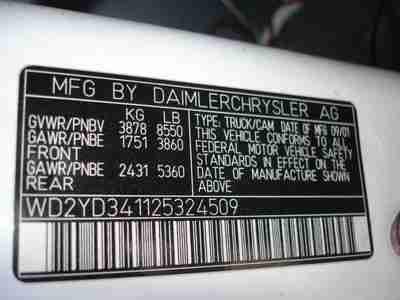 MFG BY DAIMLERCHRYSLER AG
KG LB
GVWR/PNBV 3878 8550
GAWR/PNBE 1751 3860
FRONT
GAWR/PNBE 2431 5360
REAR
TYPE: TRUCK/CAM DATE OF MFG 09/01
THIS VEHICLE CONFORMS TO ALL
FEDERAL MOTOR VEHICLE SAFETY
STANDARDS IN EFFECT ON THE
DATE OF MANUFACTURE SHOWN
ABOVE
WD2YD341125324509